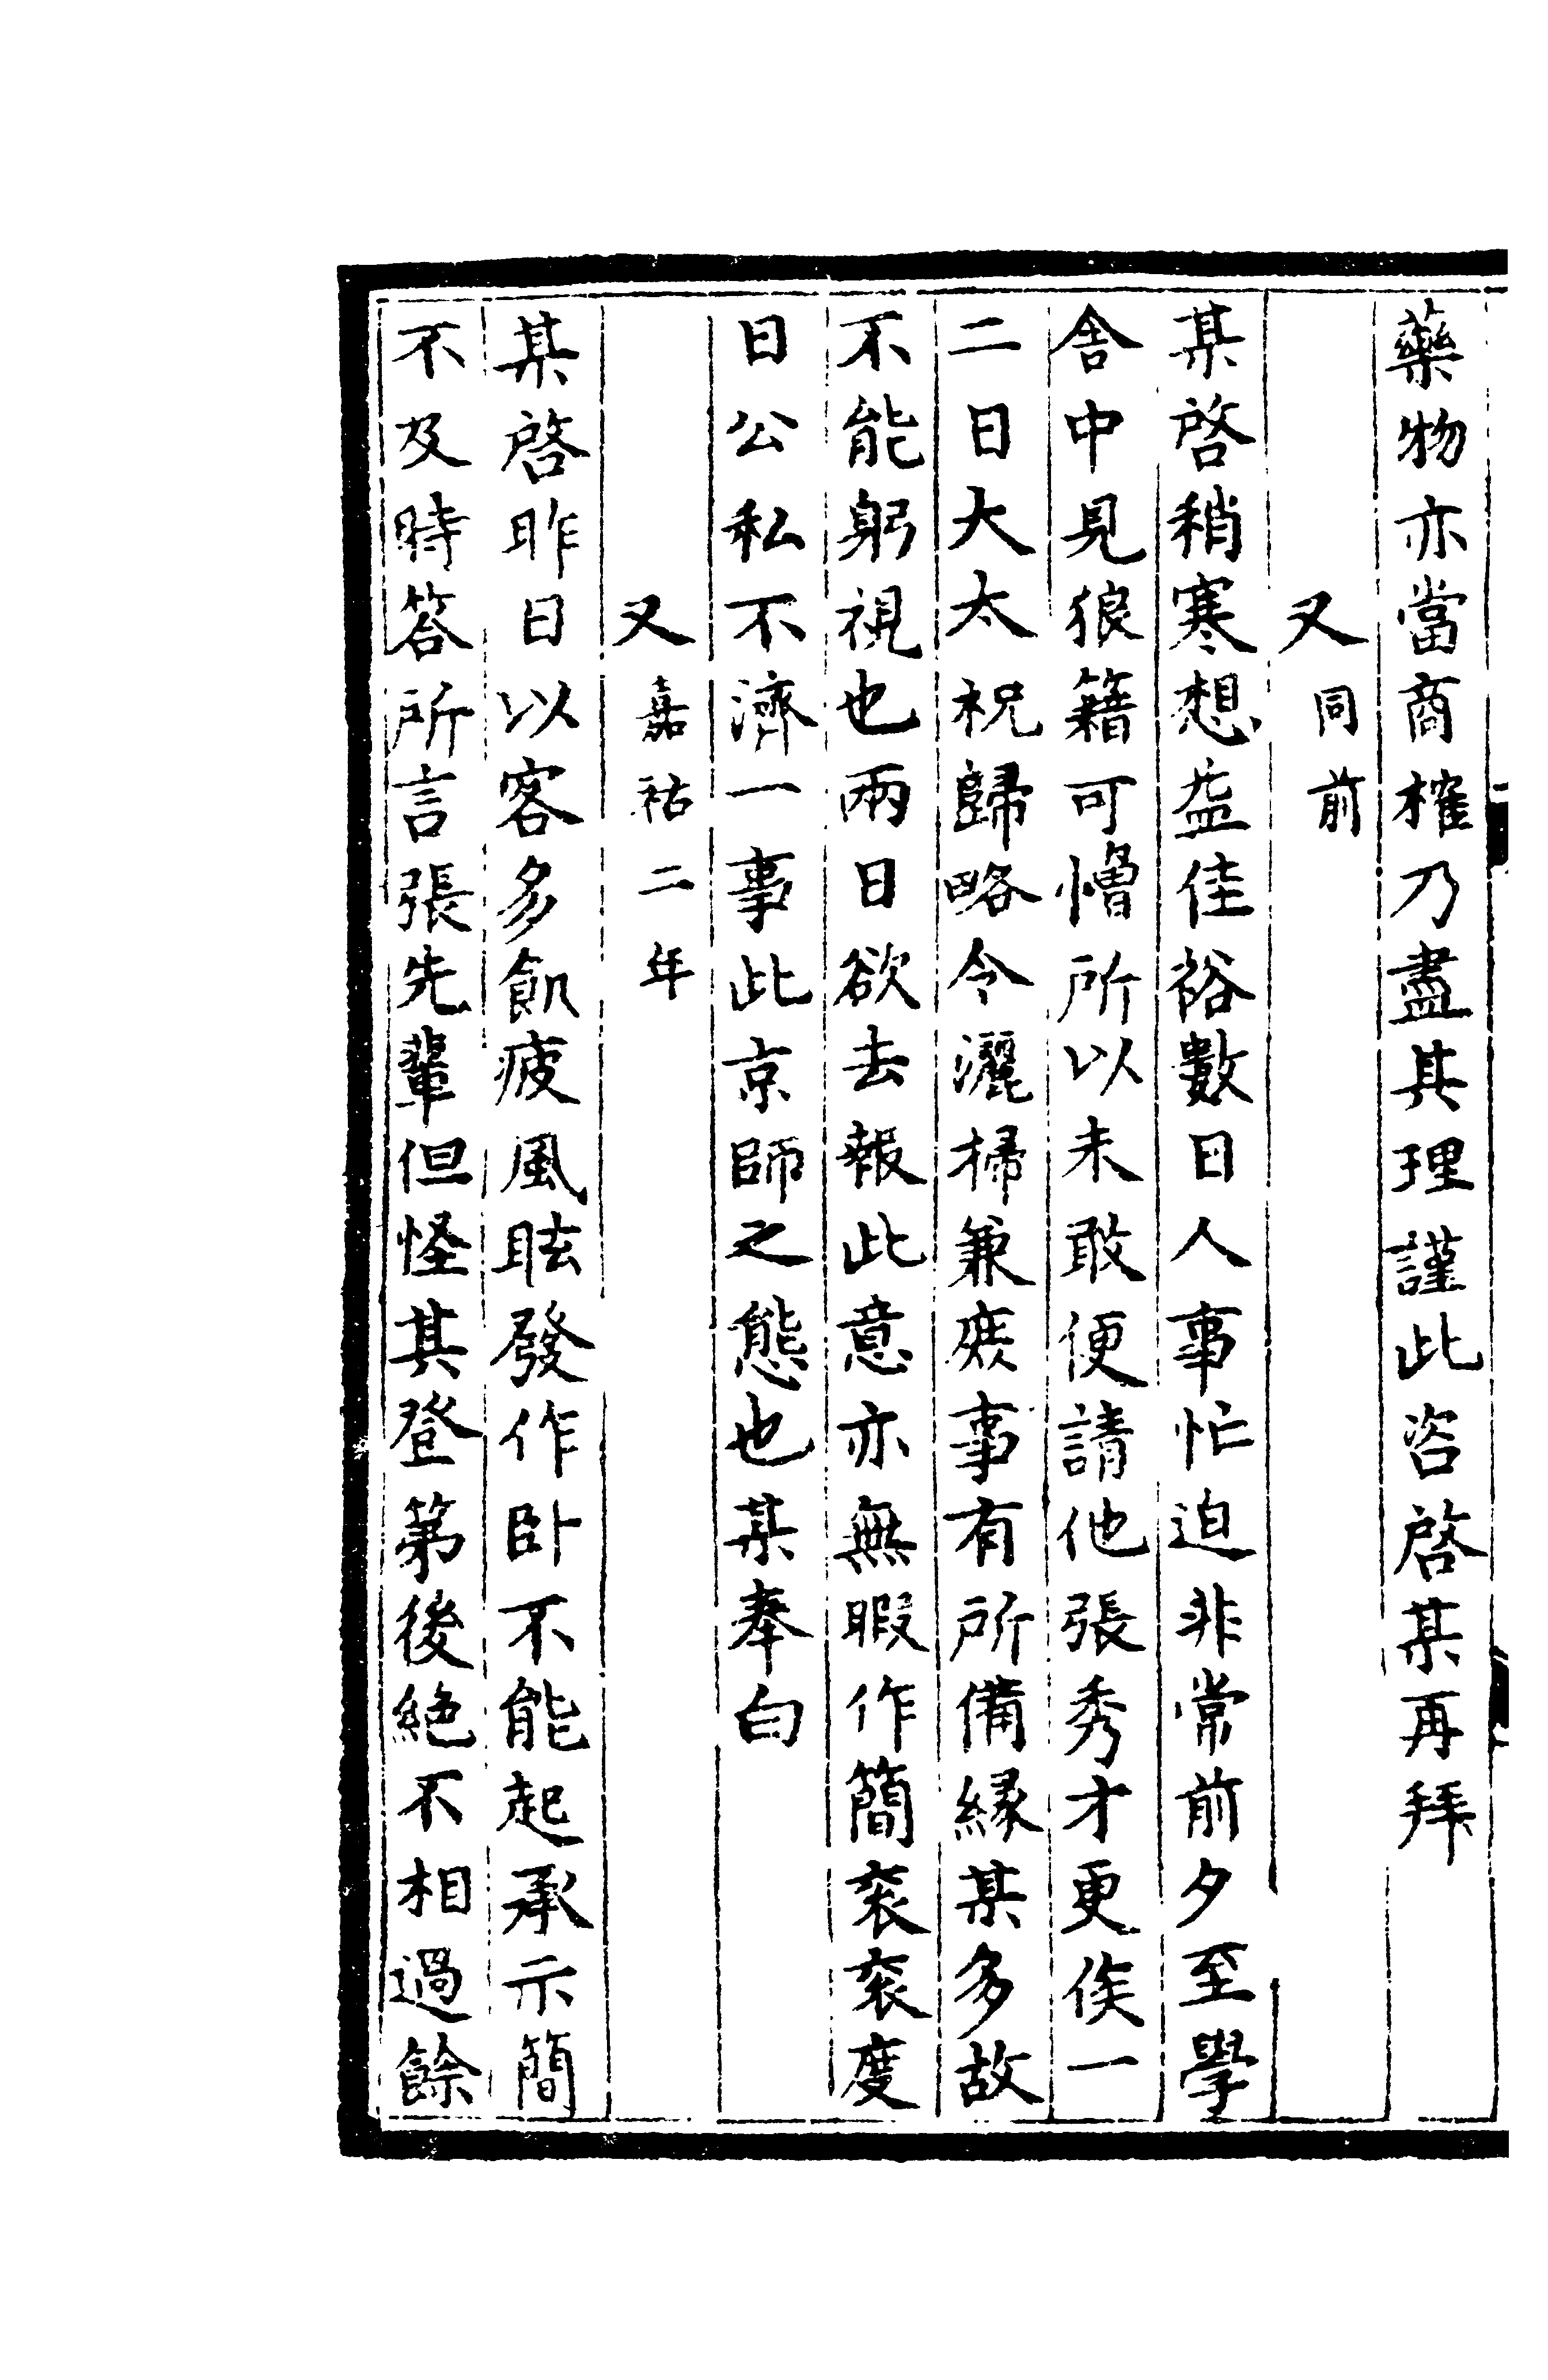 藥物亦當商榷乃盡其理謹此咨啓某再拜
又同前
某啓稍寒想益佳裕數日人事忙迫非常前夕至學
舎中見狼籍可憎所以未敢便請他張秀才更俟一
二日大太祝歸略令灑掃兼庶事有所備緣某多故
不能躬視也兩日欲去報此意亦無暇作簡衮衮度
日公私不濟一事此京師之態也某奉白
又嘉祐二年
某啓昨日以客多飢疲風眩發作卧不能起承示簡
不及時答所言張先輩但怪其登第後絶不相過餘